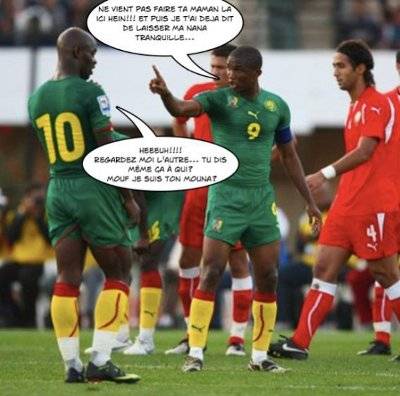 NE VIENT PAS FAIRE TA MAMAN LA
ICI HEIN!!! ET PUIS JE T'AI DEJA DIT
DE LAISSER MA NANA
TRANQUILLE...
HEEEUH!!!!
REGARDEZ MOI L'AUTRE... TU DIS
MÊME ÇA À QUI?
MOUF JE SUIS TON MOUNA?
10
9
4